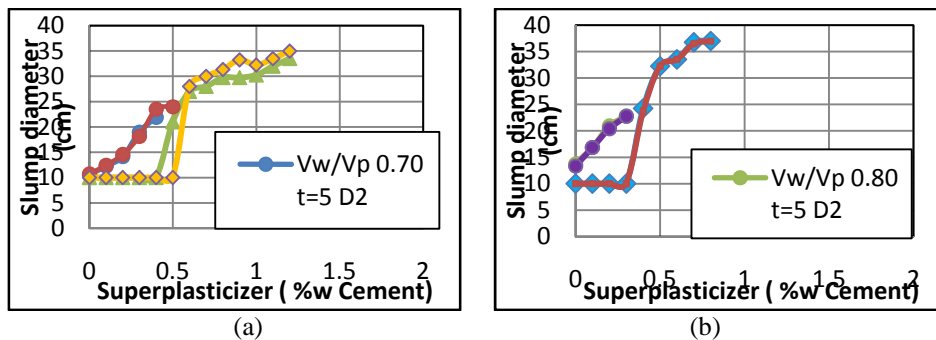 40
35
30
25
20
15
10
5
0
Slump diameter
(cm)
Vw/Vp 0.70
t=5 D2
0 0.5 1 1.5 2
Superplasticizer ( %w Cement)
(a)
40
35
30
25
20
15
10
5
0
Slump diameter
(cm)
Vw/Vp 0.80
t=5 D2
0 0.5 1 1.5 2
Superplasticizer ( %w Cement)
(b)